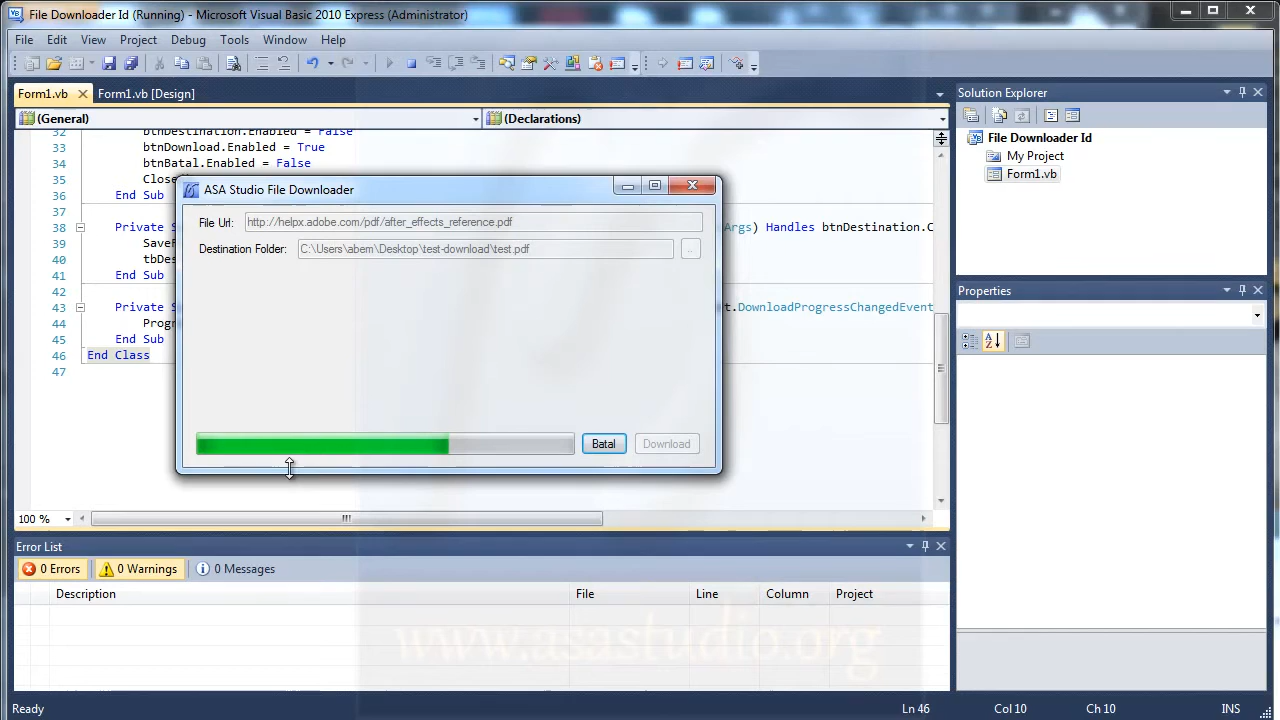 File Downloader Id (Running) - Microsoft Visual Basic 2010 Express (Administrator)
File Edit View Project Debug Tools Window Help
Form1.vb Form1.vb [Design]
(General) (Declarations)
32 btnDestination.Enabled = False
33 btnDownload.Enabled = True
34 btnBatal.Enabled = False
35 Close
36 End Sub
37
38 Private S Args) Handles btnDestination.C
39 SaveF
40 tbDes
41 End Sub
42
43 Private S t.DownloadProgressChangedEvent
44 Progr
45 End Sub
46 End Class
47
ASA Studio File Downloader
File Url: http://helpx.adobe.com/pdf/after_effects_reference.pdf
Destination Folder: C:\Users\abem\Desktop\test-download\test.pdf ..
Batal Download
100 %
Solution Explorer
File Downloader Id
My Project
Form1.vb
Properties
Error List
0 Errors 0 Warnings 0 Messages
Description File Line Column Project
www.asastudio.org
Ready Ln 46 Col 10 Ch 10 INS